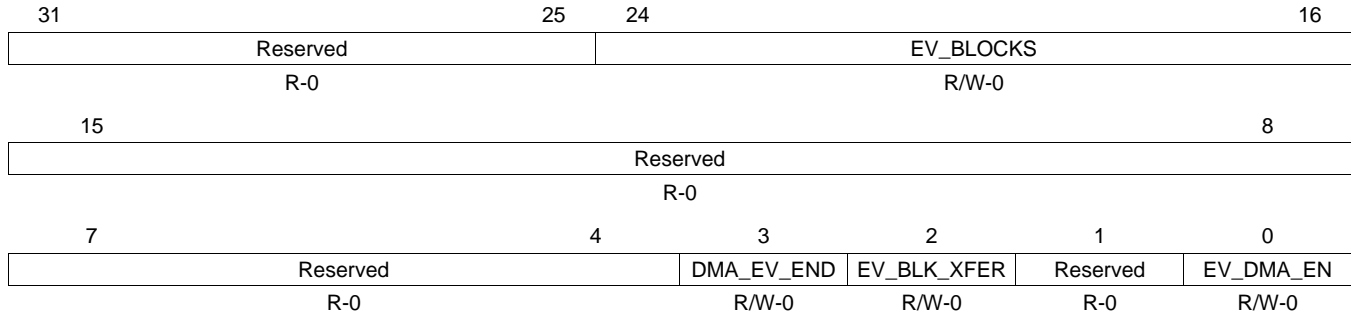 31 25 24 16
Reserved EV_BLOCKS
R-0 R/W-0
15 8
Reserved
R-0
7 4 3 2 1 0
Reserved DMA_EV_END EV_BLK_XFER Reserved EV_DMA_EN
R-0 R/W-0 R/W-0 R-0 R/W-0